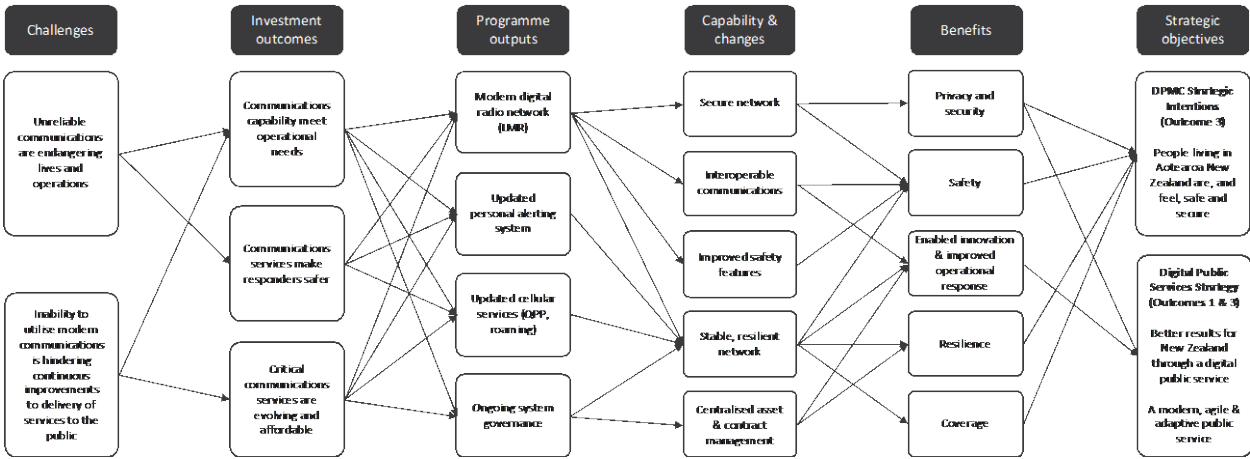 Challenges
Investment
outcomes
Programme
outputs
Capability &
changes
Benefits
Strategic
objectives
Unreliable
communications
are endangering
lives and
operations
Inability to
utilise modern
communications
is hindering
continuous
improvements
to delivery of
services to the
public
Communications
capability meet
operational
needs
Communications
services make
responders safer
Critical
communications
services are
evolving and
affordable
Modern digital
radio network
(LMR)
Updated
personal alerting
system
Updated cellular
services (QPP,
roaming)
Ongoing system
governance
Secure network
Interoperable
communications
Improved safety
features
Stable, resilient
network
Centralised asset
& contract
management
Privacy and
security
Safety
Enabled innovation
& improved
operational
response
Resilience
Coverage
DPMC Strategic
Intentions
(Outcome 3)
People living in
Aotearoa New
Zealand are, and
feel, safe and
secure
Digital Public
Services Strategy
(Outcomes 1 & 3)
Better results for
New Zealand
through a digital
public service
A modern, agile &
adaptive public
service